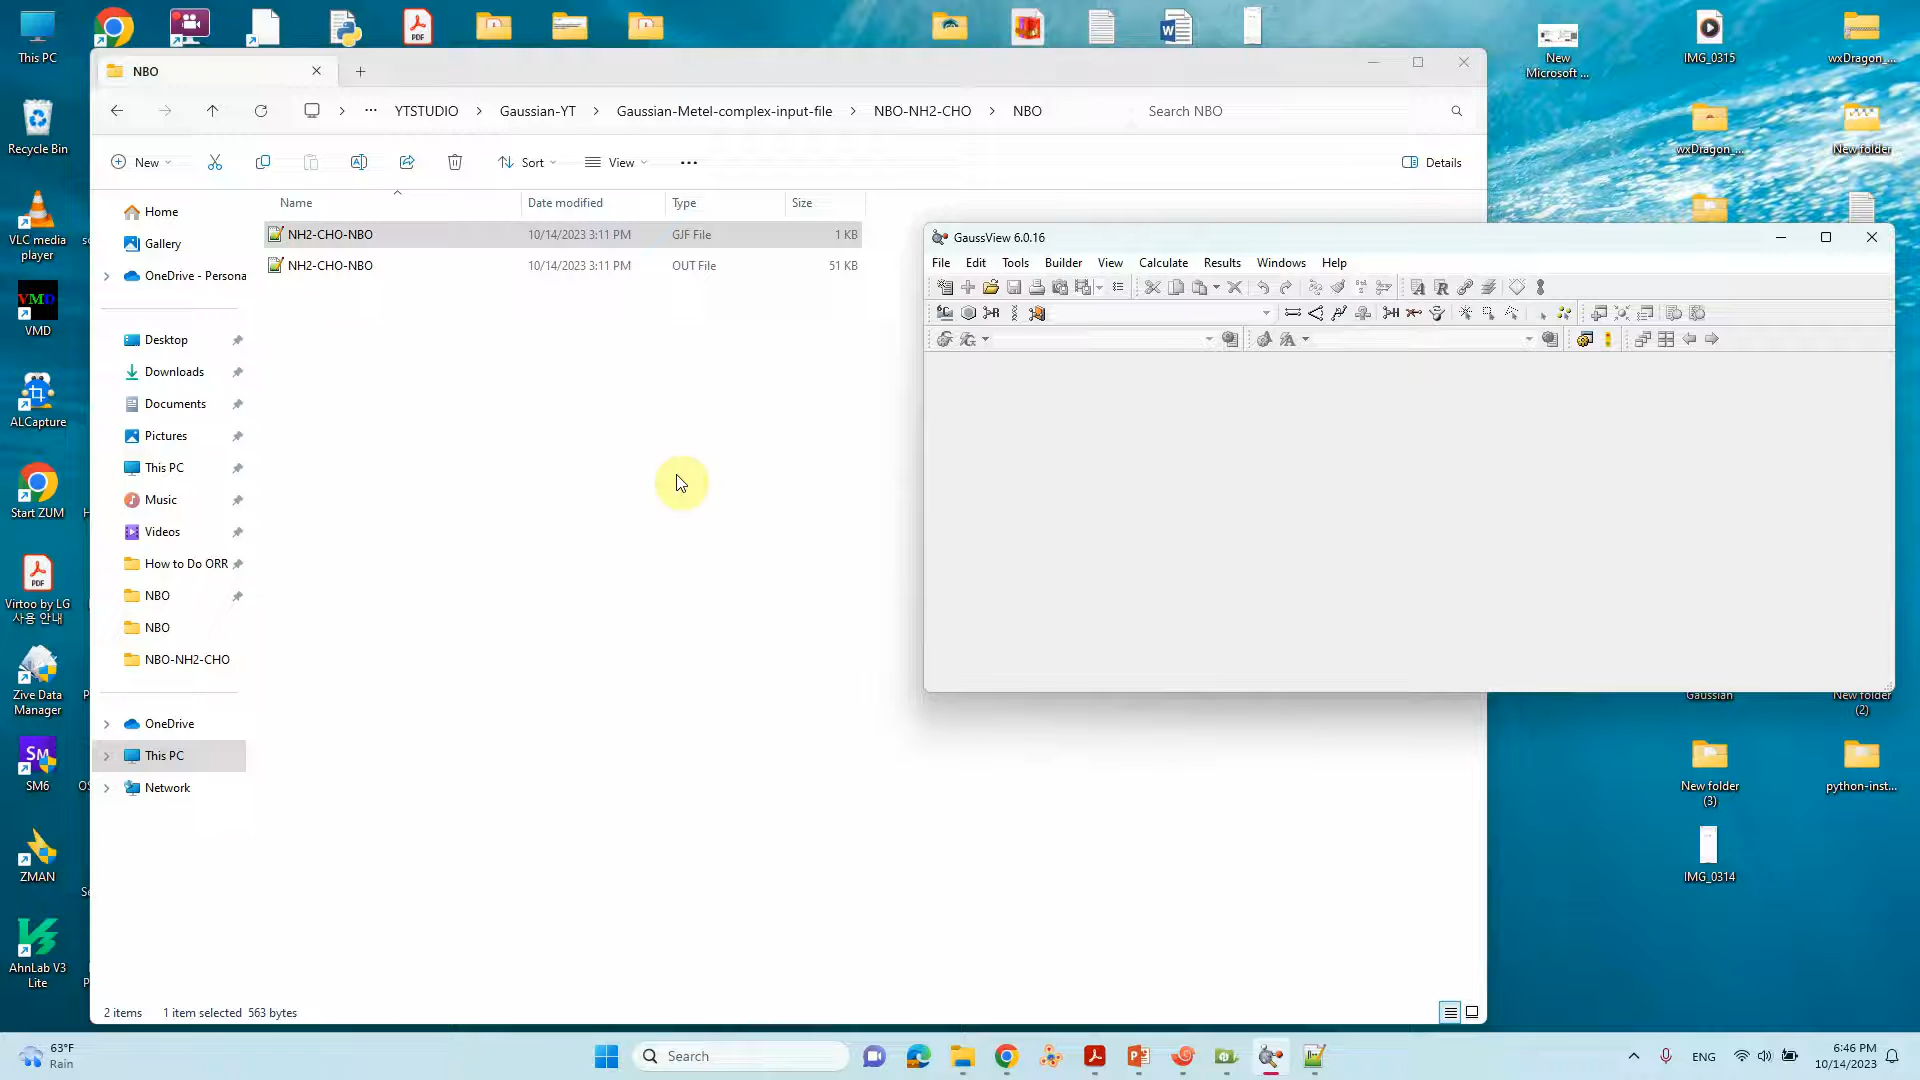 This PC
Recycle Bin
VLC media
player
VMD
VMD
ALCapture
Start ZUM
PDF
Virtoo by LG
사용 안내
Zive Data
Manager
SM
SM6
ZMAN
AhnLab V3
Lite
NBO
YTSTUDIO
Gaussian-YT
Gaussian-Metel-complex-input-file
NBO-NH2-CHO
NBO
Search NBO
New
Sort
View
Details
Home
Gallery
OneDrive - Persona
Desktop
Downloads
Documents
Pictures
This PC
Music
Videos
How to Do ORR
NBO
NBO
NBO-NH2-CHO
OneDrive
This PC
Network
Name Date modified Type Size
NH2-CHO-NBO 10/14/2023 3:11 PM GJF File 1 KB
NH2-CHO-NBO 10/14/2023 3:11 PM OUT File 51 KB
2 items 1 item selected 563 bytes
GaussView 6.0.16
File Edit Tools Builder View Calculate Results Windows Help
New
Microsoft ...
IMG_0315
wxDragon_...
wxDragon_...
New folder
Gaussian
New folder
(2)
New folder
(3)
python-inst...
IMG_0314
63°F
Rain
Search
ENG
6:46 PM
10/14/2023